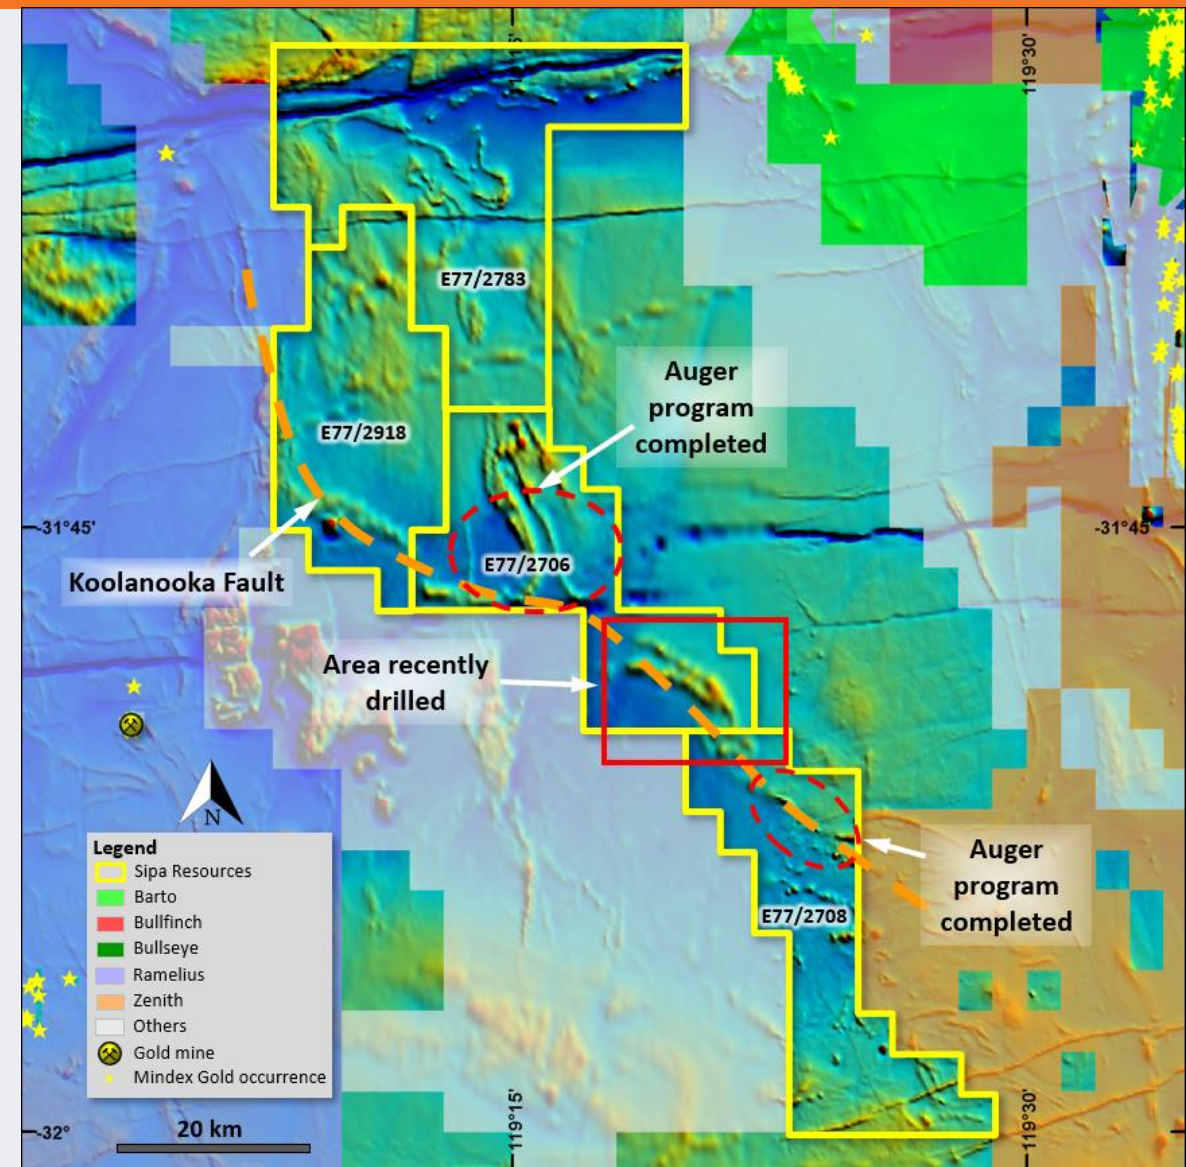 119°15'
119°30'
E77/2783
Auger
program
completed
E77/2918
-31°45'
-31°45'
E77/2706
Koolanooka Fault
Area recently
drilled
N
Auger
program
completed
E77/2708
Legend
Sipa Resources
Barto
Bullfinch
Bullseye
Ramelius
Zenith
Others
Gold mine
Mindex Gold occurrence
20 km
-32°
119°15'
119°30'